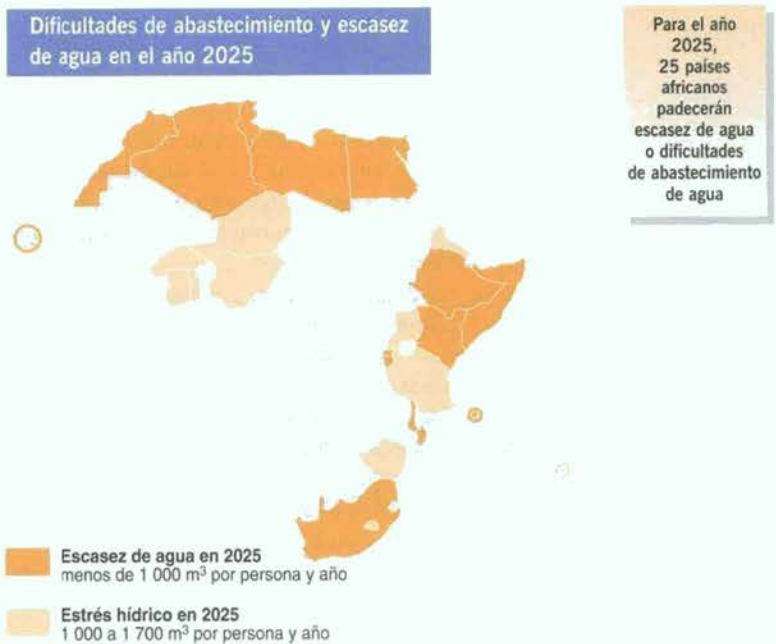 Dificultades de abastecimiento y escasez
de agua en el año 2025
Para el año
2025,
25 países
africanos
padecerán
escasez de agua
o dificultades
de abastecimiento
de agua
Escasez de agua en 2025
menos de 1 000 m³ por persona y año
Estrés hídrico en 2025
1 000 a 1 700 m³ por persona y año